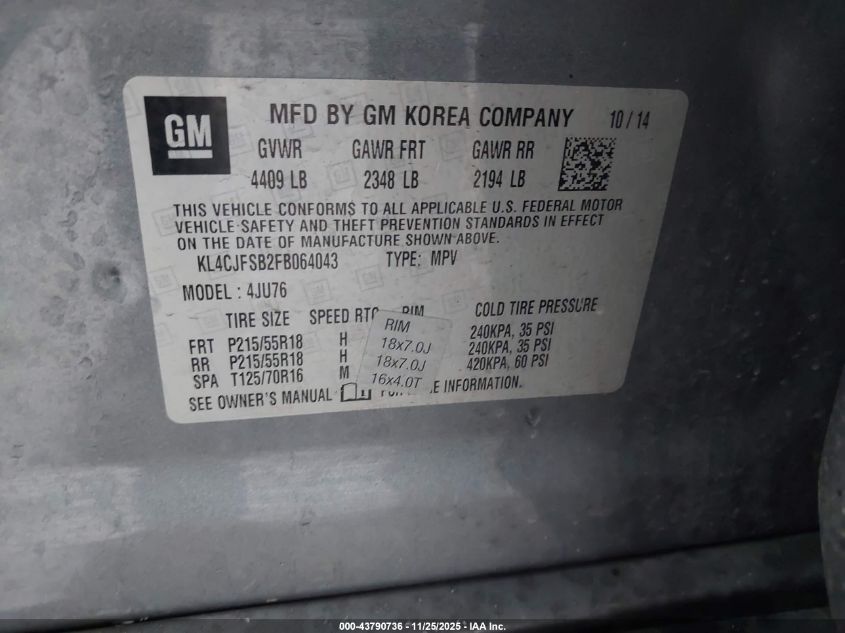 GM
MFD BY GM KOREA COMPANY 10 / 14
GVWR GAWR FRT GAWR RR
4409 LB 2348 LB 2194 LB
THIS VEHICLE CONFORMS TO ALL APPLICABLE U.S. FEDERAL MOTOR
VEHICLE SAFETY AND THEFT PREVENTION STANDARDS IN EFFECT
ON THE DATE OF MANUFACTURE SHOWN ABOVE.
KL4CJFSB2FB064043 TYPE: MPV
MODEL : 4JU76
TIRE SIZE SPEED RTG RIM COLD TIRE PRESSURE
RIM
FRT P215/55R18 H 18x7.0J 240KPA, 35 PSI
RR P215/55R18 H 18x7.0J 240KPA, 35 PSI
SPA T125/70R16 M 16x4.0T 420KPA, 60 PSI
SEE OWNER'S MANUAL INFORMATION.
000-43790736 - 11/25/2025 - IAA Inc.